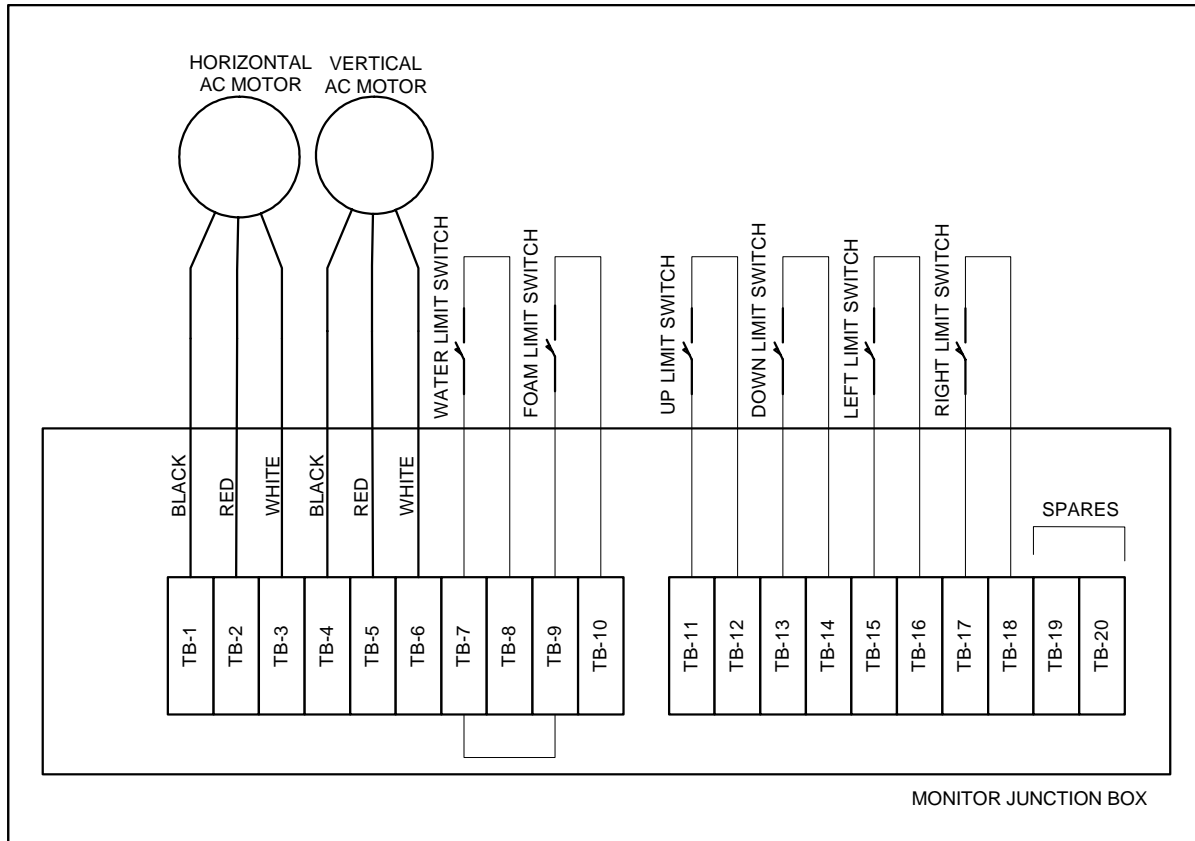 HORIZONTAL
AC MOTOR
VERTICAL
AC MOTOR
WATER LIMIT SWITCH
FOAM LIMIT SWITCH
UP LIMIT SWITCH
DOWN LIMIT SWITCH
LEFT LIMIT SWITCH
RIGHT LIMIT SWITCH
BLACK
RED
WHITE
BLACK
RED
WHITE
SPARES
TB-1
TB-2
TB-3
TB-4
TB-5
TB-6
TB-7
TB-8
TB-9
TB-10
TB-11
TB-12
TB-13
TB-14
TB-15
TB-16
TB-17
TB-18
TB-19
TB-20
MONITOR JUNCTION BOX